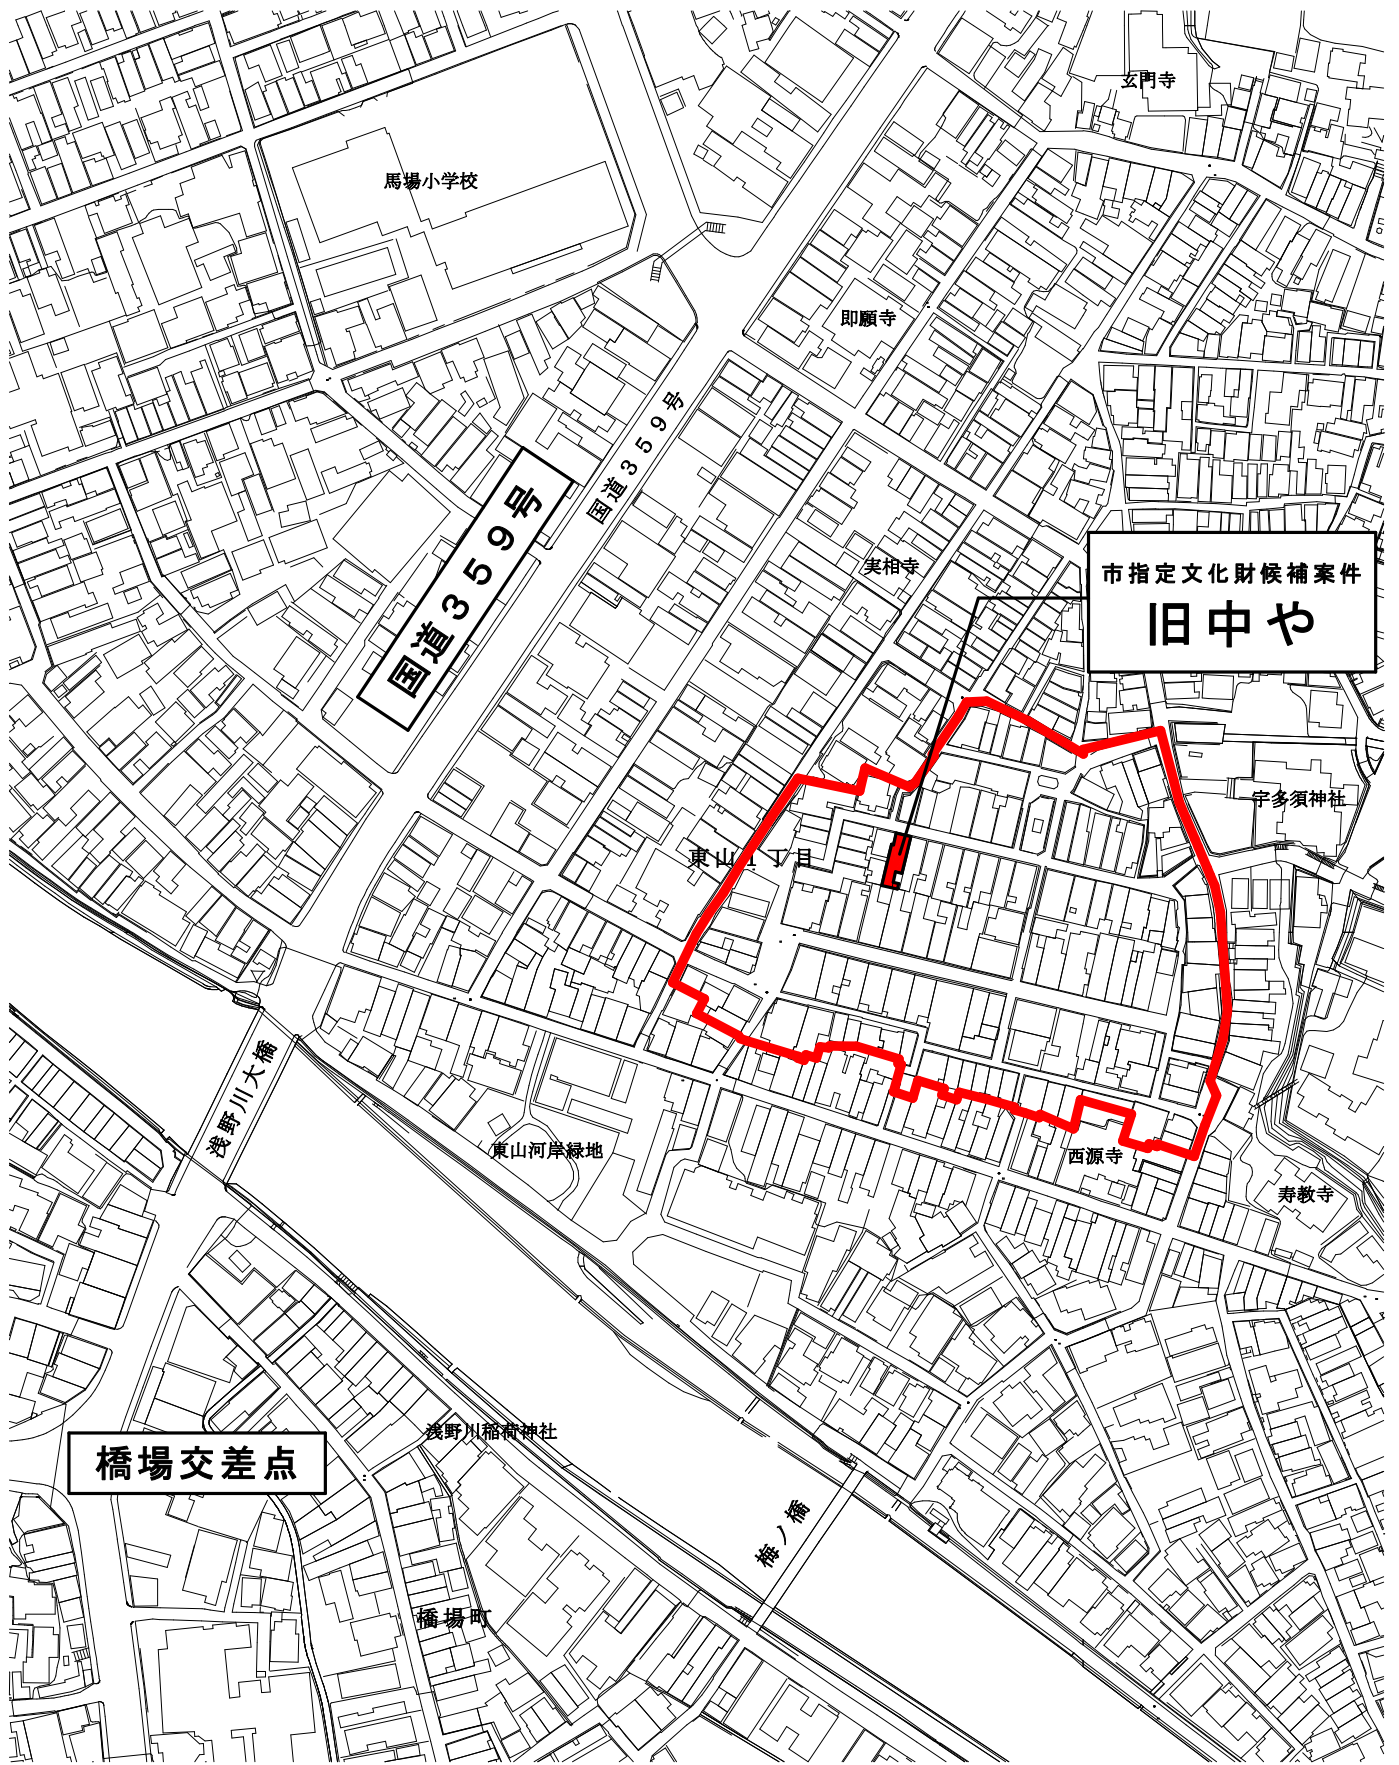 玄門寺
馬場小学校
即願寺
国道３５９号
国道３５９号
実相寺
市指定文化財候補案件
旧中や
宇多須神社
東山１丁目
浅野川大橋
東山河岸緑地
西源寺
寿教寺
浅野川稲荷神社
橋場交差点
梅ノ橋
橋場町